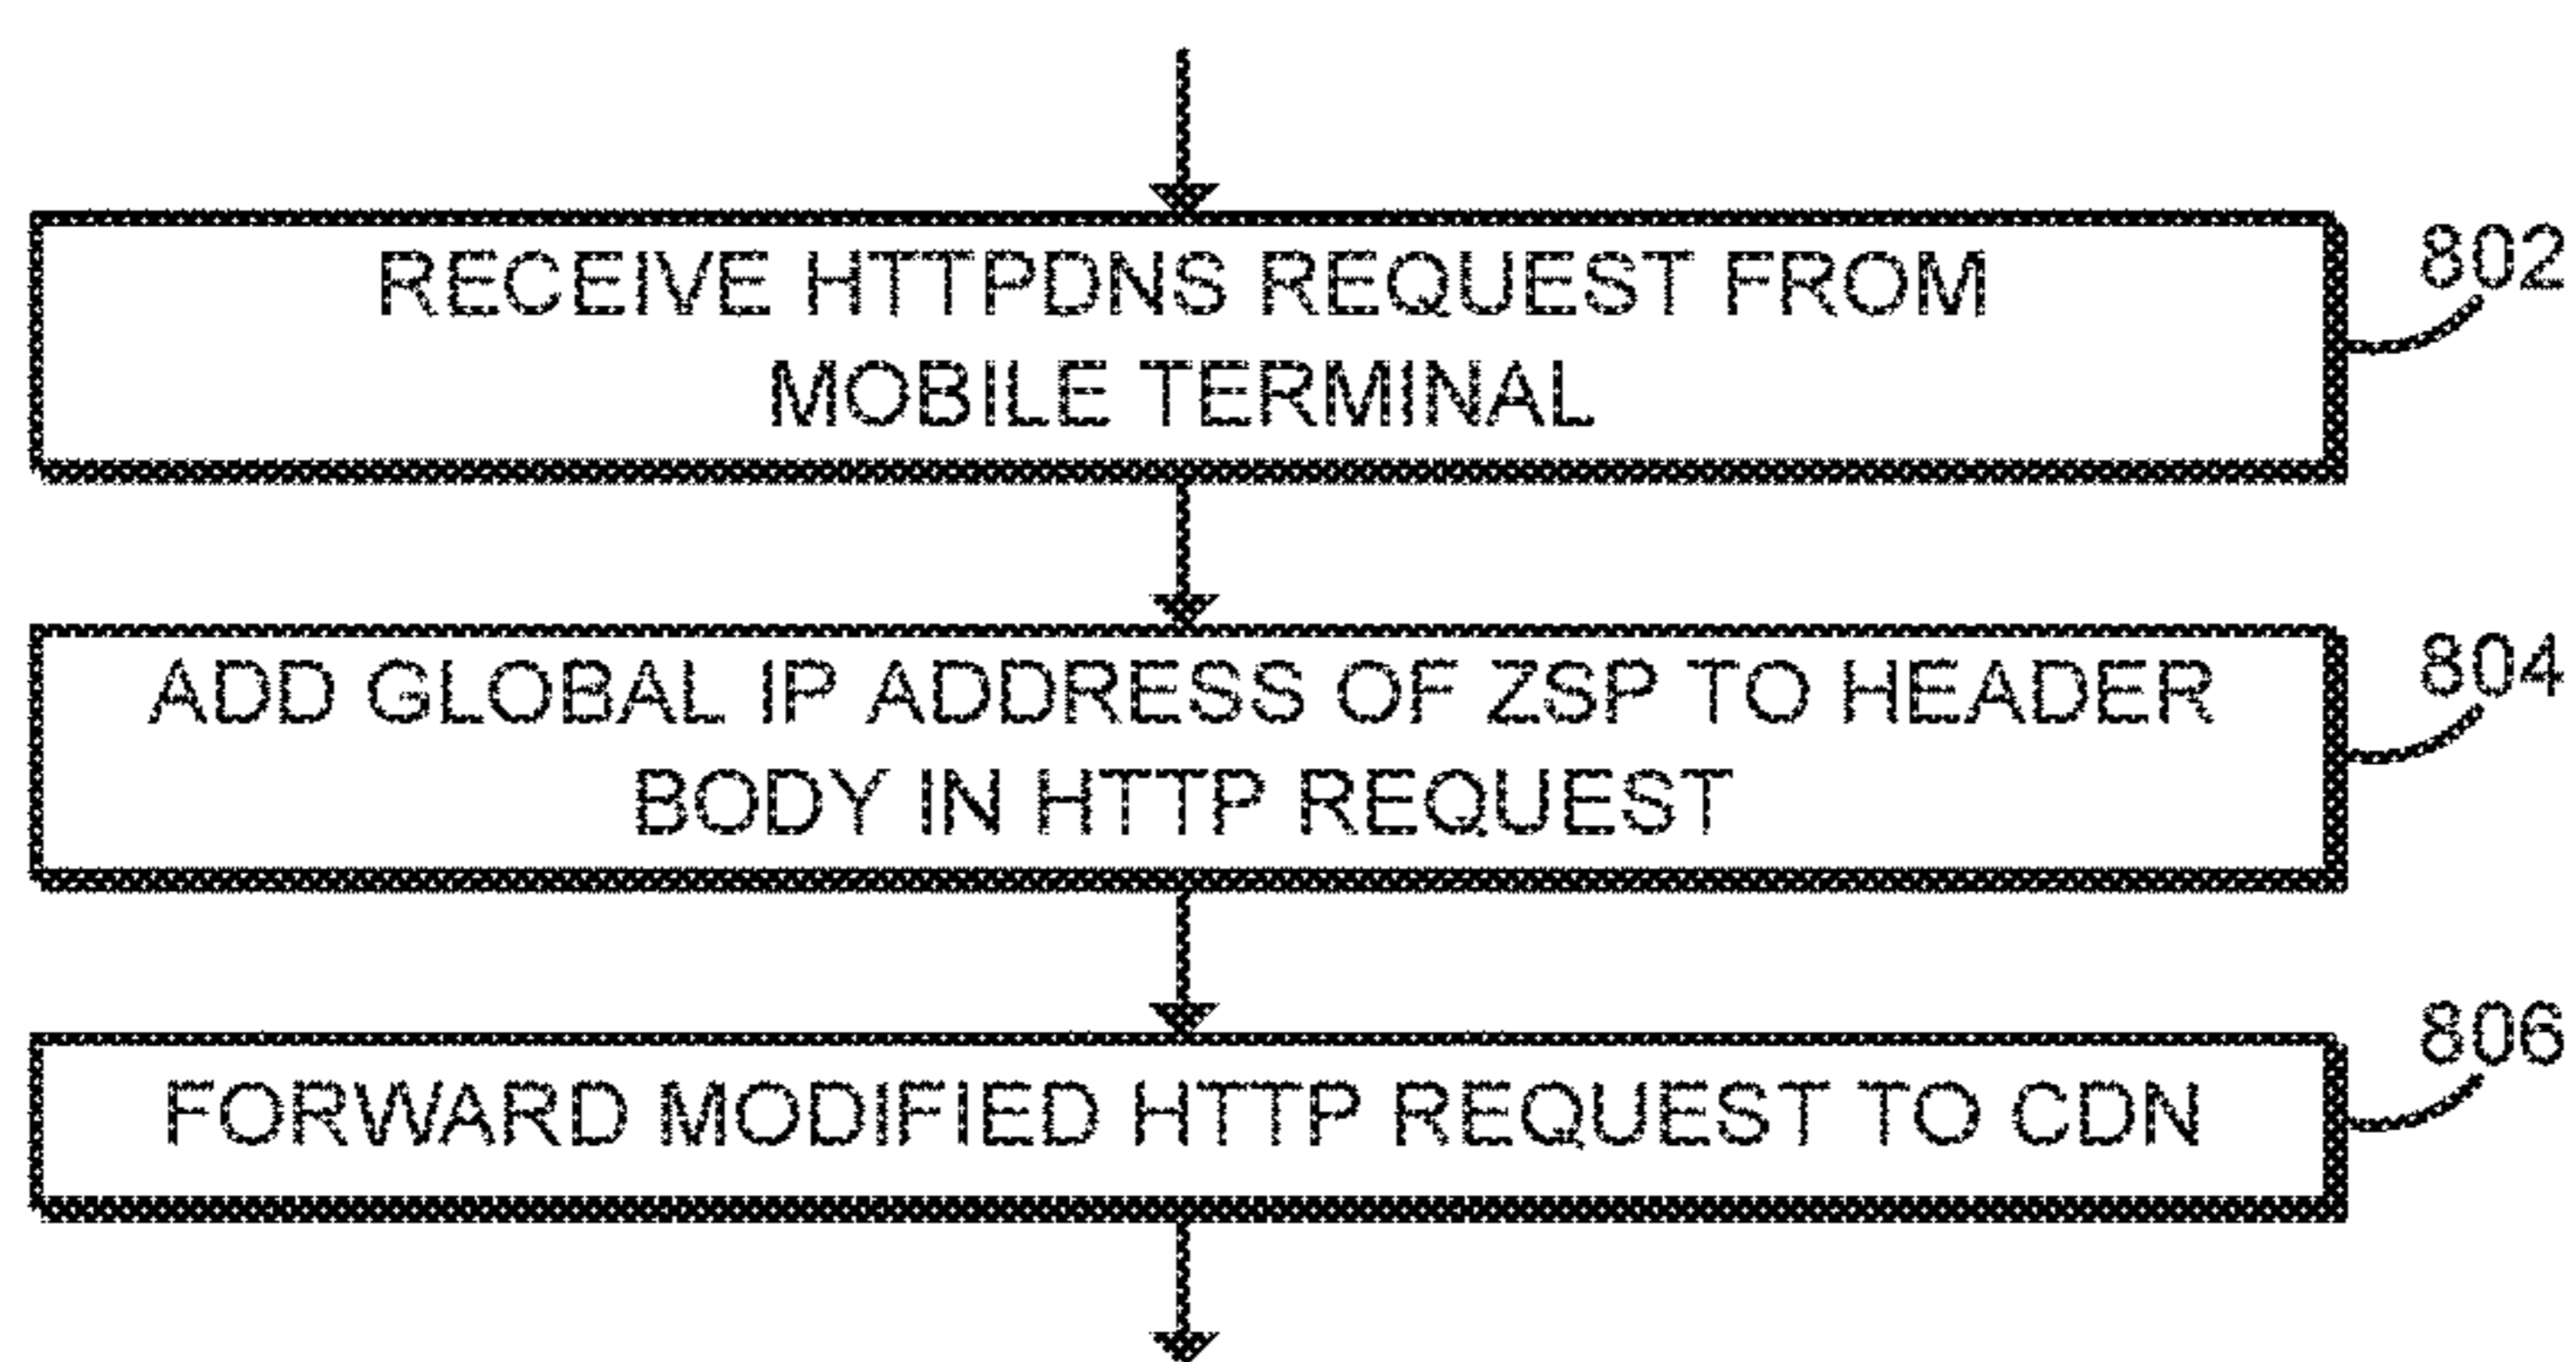 RECEIVE HTTPDNS REQUEST FROM
MOBILE TERMINAL
802
ADD GLOBAL IP ADDRESS OF ZSP TO HEADER
BODY IN HTTP REQUEST
804
FORWARD MODIFIED HTTP REQUEST TO CDN
806